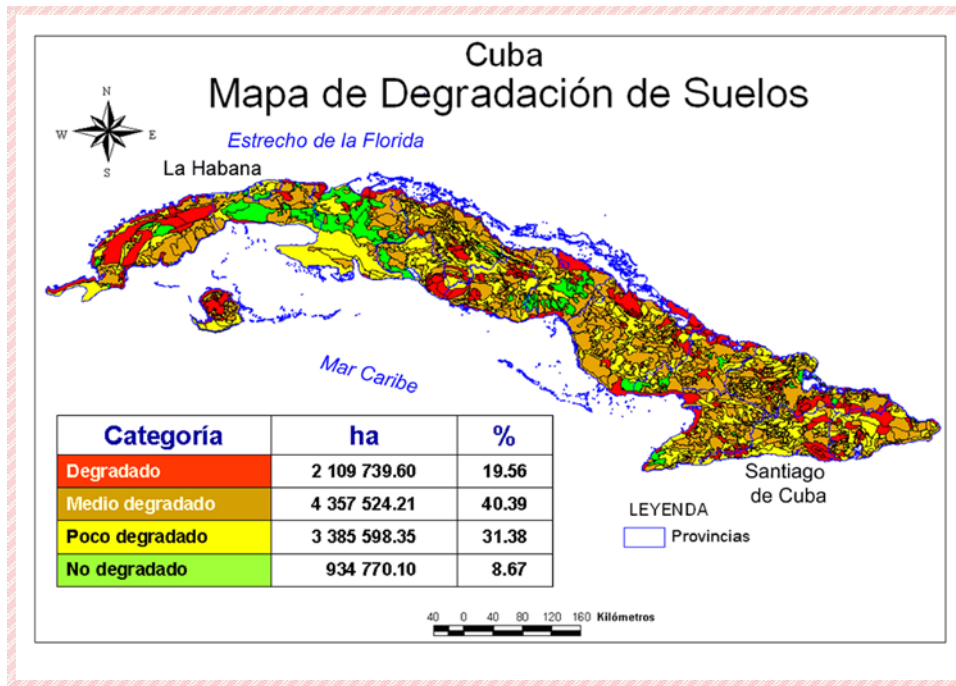 Cuba
Mapa de Degradación de Suelos
N
W E
S
Estrecho de la Florida
La Habana
Mar Caribe
Categoría ha %
Degradado 2 109 739.60 19.56
Medio degradado 4 357 524.21 40.39
Poco degradado 3 385 598.35 31.38
No degradado 934 770.10 8.67
Santiago
de Cuba
LEYENDA
Provincias
40 0 40 80 120 160 Kilómetros